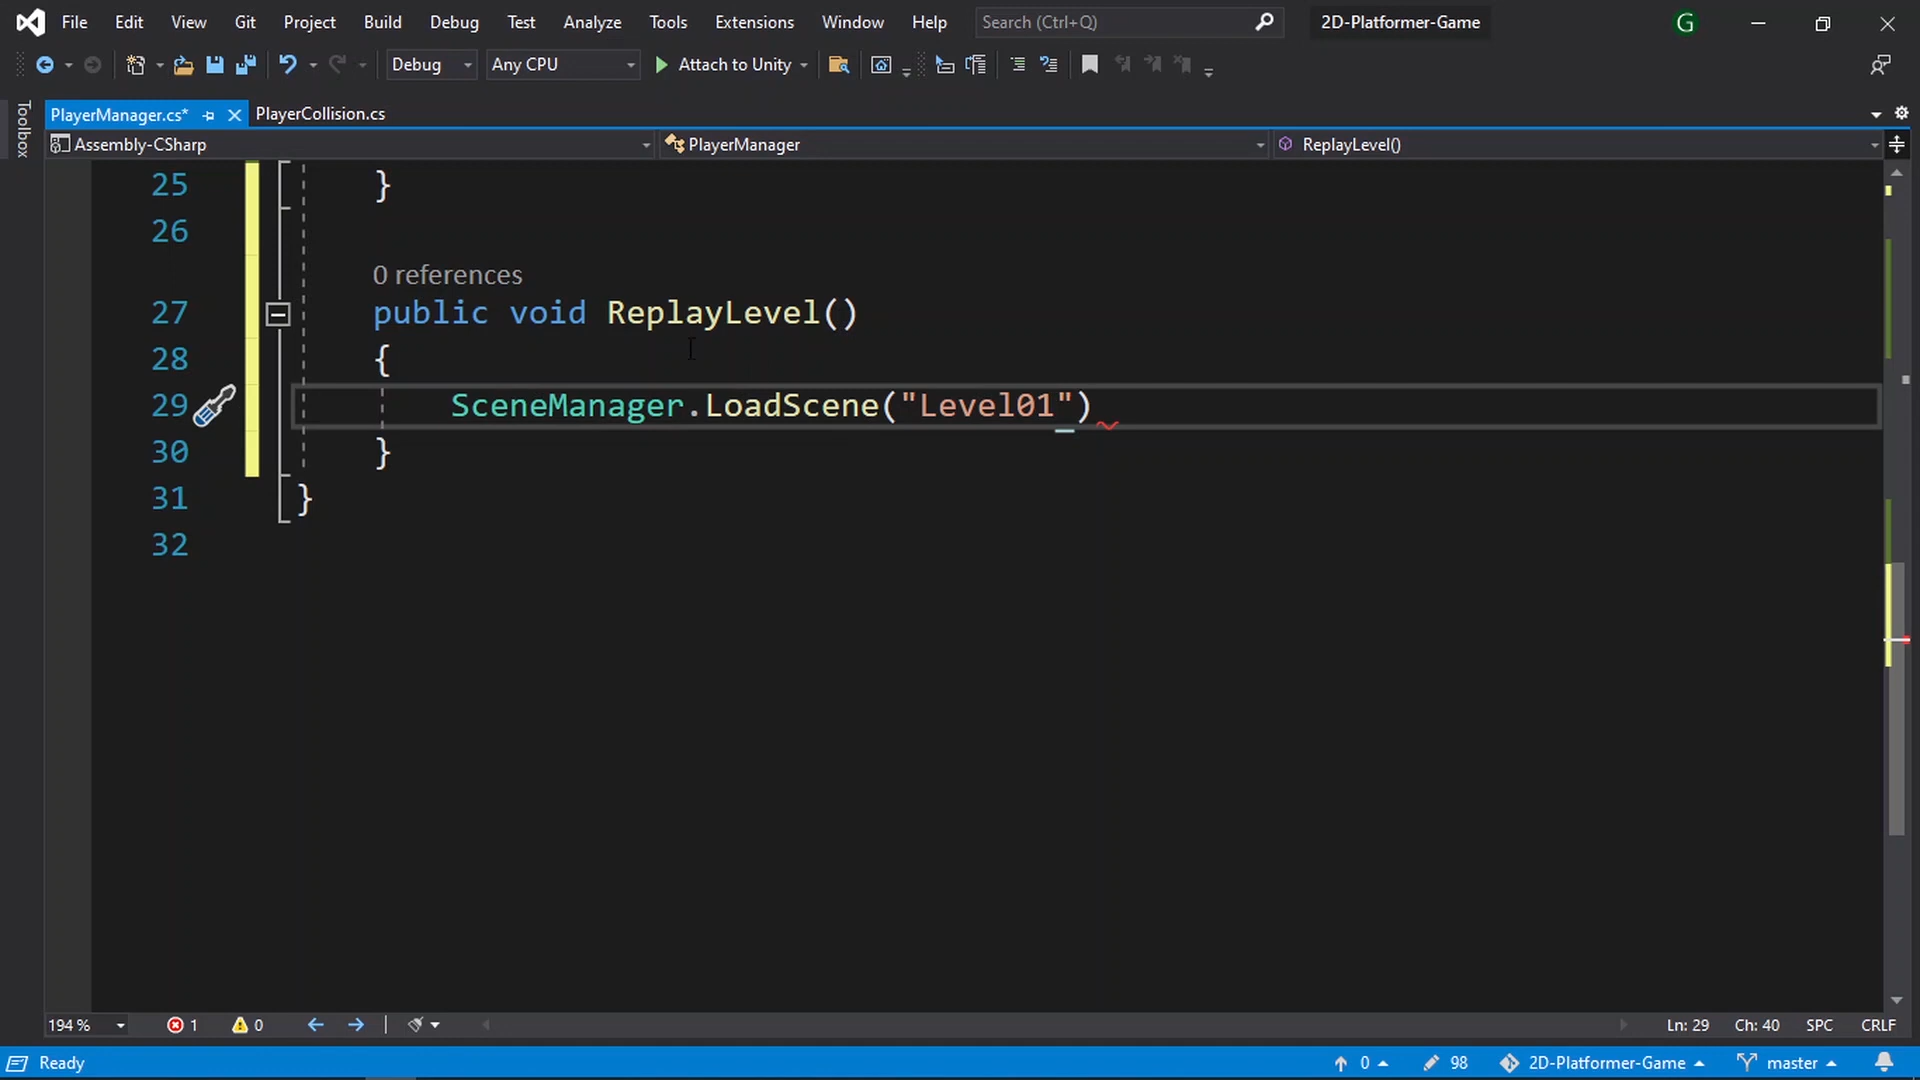 File Edit View Git Project Build Debug Test Analyze Tools Extensions Window Help Search (Ctrl+Q) 2D-Platformer-Game G
Debug Any CPU Attach to Unity
Toolbox
PlayerManager.cs* PlayerCollision.cs
Assembly-CSharp PlayerManager ReplayLevel()
25 }
26
0 references
27 public void ReplayLevel()
28 {
29 SceneManager.LoadScene("Level01")
30 }
31 }
32
194 % 1 0 Ln: 29 Ch: 40 SPC CRLF
Ready 0 98 2D-Platformer-Game master